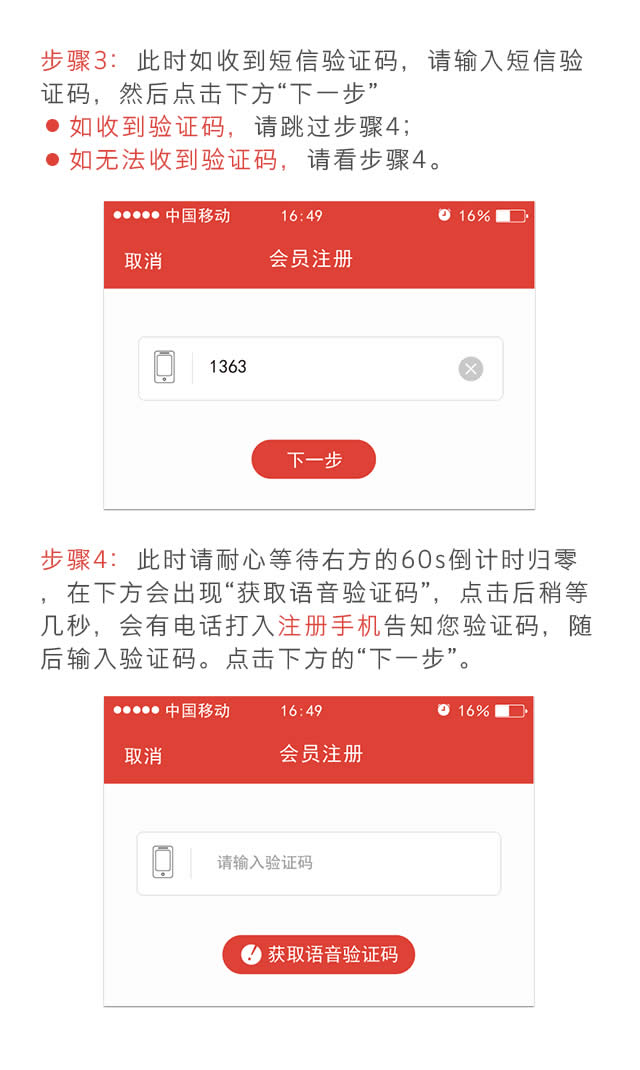 步骤3：此时如收到短信验证码，请输入短信验
证码，然后点击下方“下一步”
如收到验证码，请跳过步骤4；
如无法收到验证码，请看步骤4。
中国移动 16:49 16%
取消 会员注册
1363
下一步
步骤4：此时请耐心等待右方的60s倒计时归零
，在下方会出现“获取语音验证码”，点击后稍等
几秒，会有电话打入注册手机告知您验证码，随
后输入验证码。点击下方的“下一步”。
中国移动 16:49 16%
取消 会员注册
请输入验证码
获取语音验证码